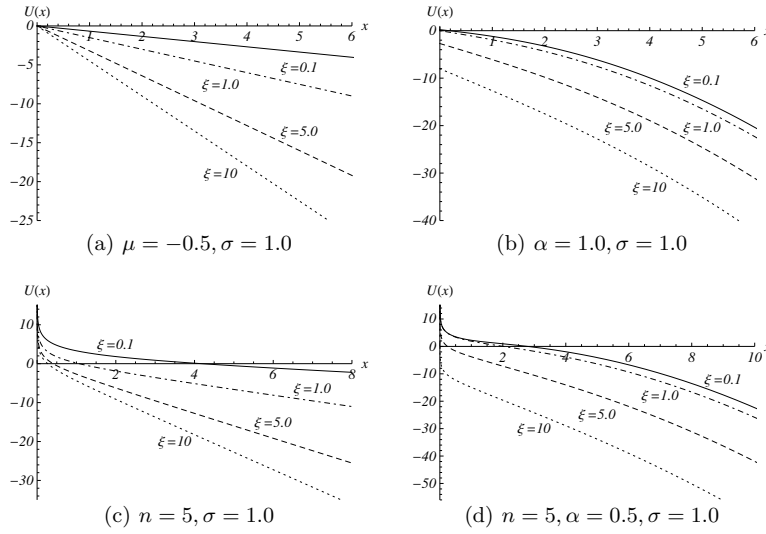 U(x)
x
0
1
2
3
4
5
6
−5
−10
−15
−20
−25
ξ=0.1
ξ=1.0
ξ=5.0
ξ=10
(a) μ = −0.5, σ = 1.0
U(x)
0
1
2
3
4
5
6
−10
−20
−30
−40
ξ=0.1
ξ=5.0
ξ=1.0
ξ=10
(b) α = 1.0, σ = 1.0
U(x)
x
10
0
−10
−20
−30
2
4
6
8
ξ=0.1
ξ=1.0
ξ=5.0
ξ=10
(c) n = 5, σ = 1.0
U(x)
10
0
−10
−20
−30
−40
−50
2
4
6
8
10
ξ=0.1
ξ=1.0
ξ=5.0
ξ=10
(d) n = 5, α = 0.5, σ = 1.0